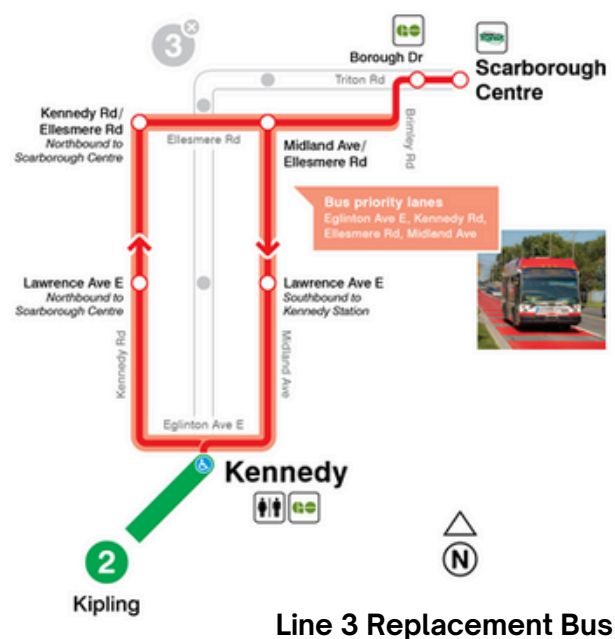 3
GO
Borough Dr
Triton Rd
Scarborough
Centre
Kennedy Rd/
Ellesmere Rd
Northbound to
Scarborough Centre
Ellesmere Rd
Midland Ave/
Ellesmere Rd
Brimley Rd
Bus priority lanes
Eglinton Ave E, Kennedy Rd,
Ellesmere Rd, Midland Ave
Lawrence Ave E
Northbound to
Scarborough Centre
Lawrence Ave E
Southbound to
Kennedy Station
Kennedy Rd
Midland Ave
Eglinton Ave E
Kennedy
GO
2
Kipling
N
Line 3 Replacement Bus